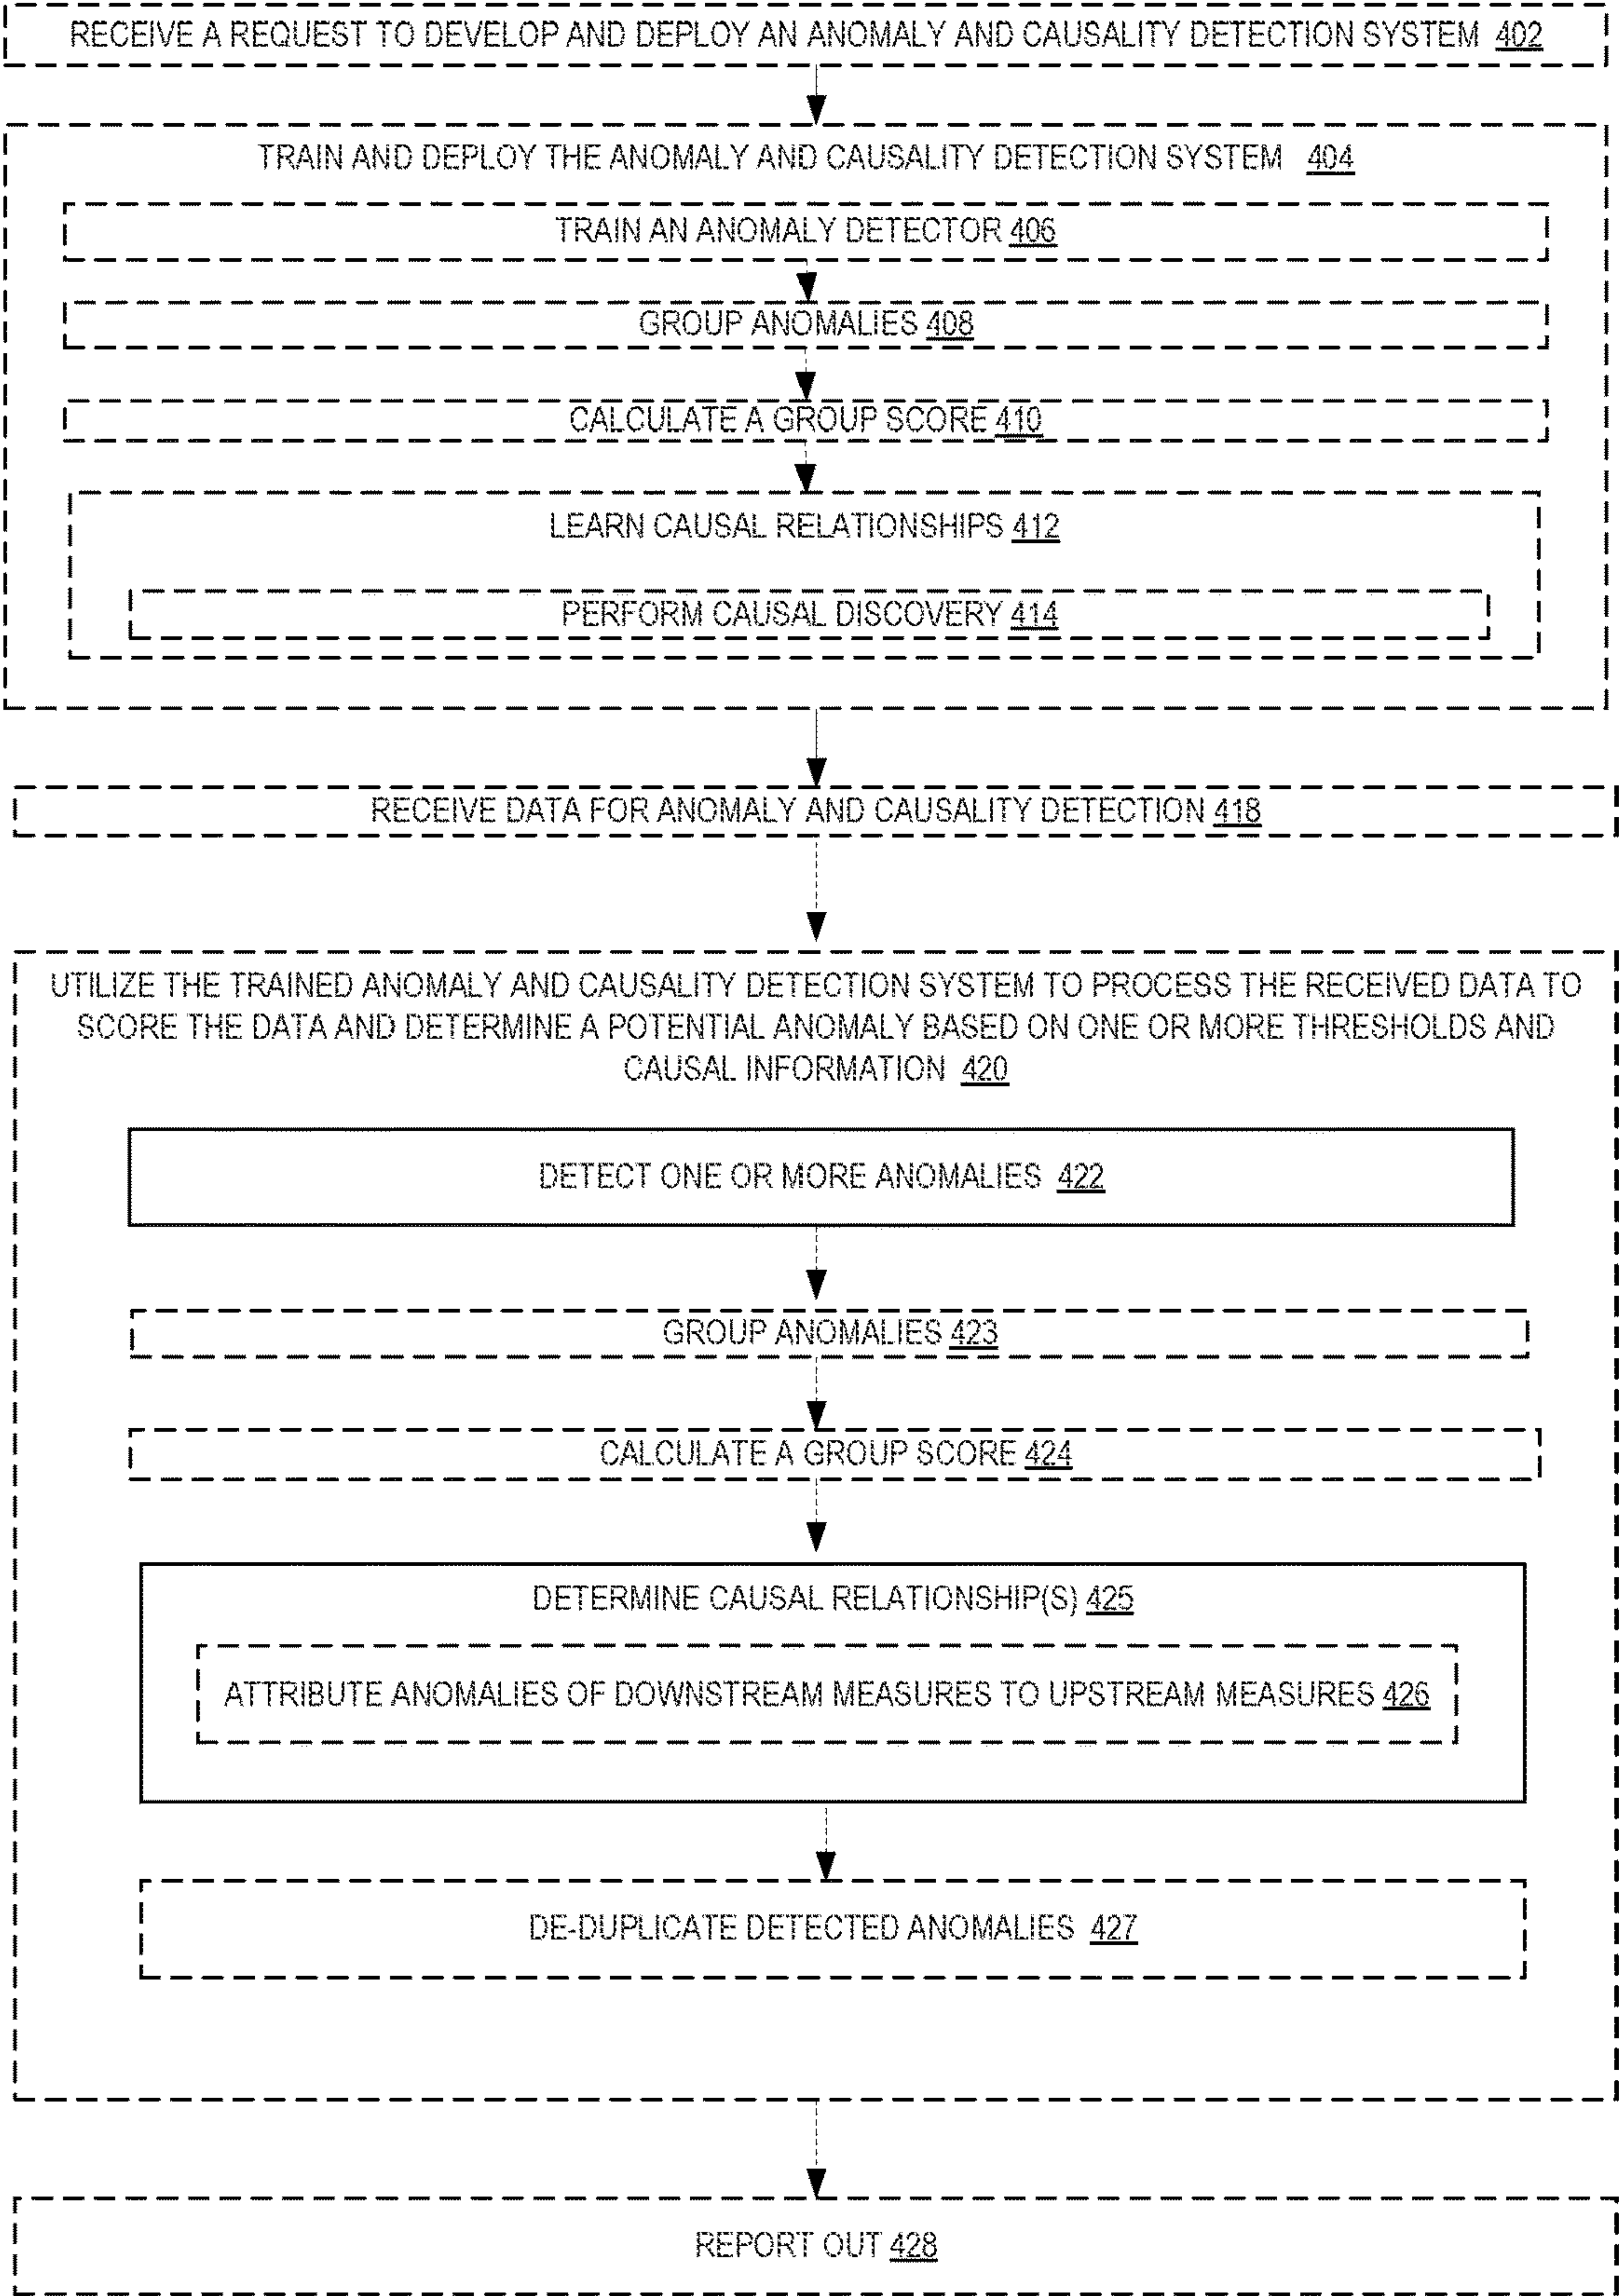 RECEIVE A REQUEST TO DEVELOP AND DEPLOY AN ANOMALY AND CAUSALITY DETECTION SYSTEM 402
TRAIN AND DEPLOY THE ANOMALY AND CAUSALITY DETECTION SYSTEM 404
TRAIN AN ANOMALY DETECTOR 406
GROUP ANOMALIES 408
CALCULATE A GROUP SCORE 410
LEARN CAUSAL RELATIONSHIPS 412
PERFORM CAUSAL DISCOVERY 414
RECEIVE DATA FOR ANOMALY AND CAUSALITY DETECTION 418
UTILIZE THE TRAINED ANOMALY AND CAUSALITY DETECTION SYSTEM TO PROCESS THE RECEIVED DATA TO
SCORE THE DATA AND DETERMINE A POTENTIAL ANOMALY BASED ON ONE OR MORE THRESHOLDS AND
CAUSAL INFORMATION 420
DETECT ONE OR MORE ANOMALIES 422
GROUP ANOMALIES 423
CALCULATE A GROUP SCORE 424
DETERMINE CAUSAL RELATIONSHIP(S) 425
ATTRIBUTE ANOMALIES OF DOWNSTREAM MEASURES TO UPSTREAM MEASURES 426
DE-DUPLICATE DETECTED ANOMALIES 427
REPORT OUT 428